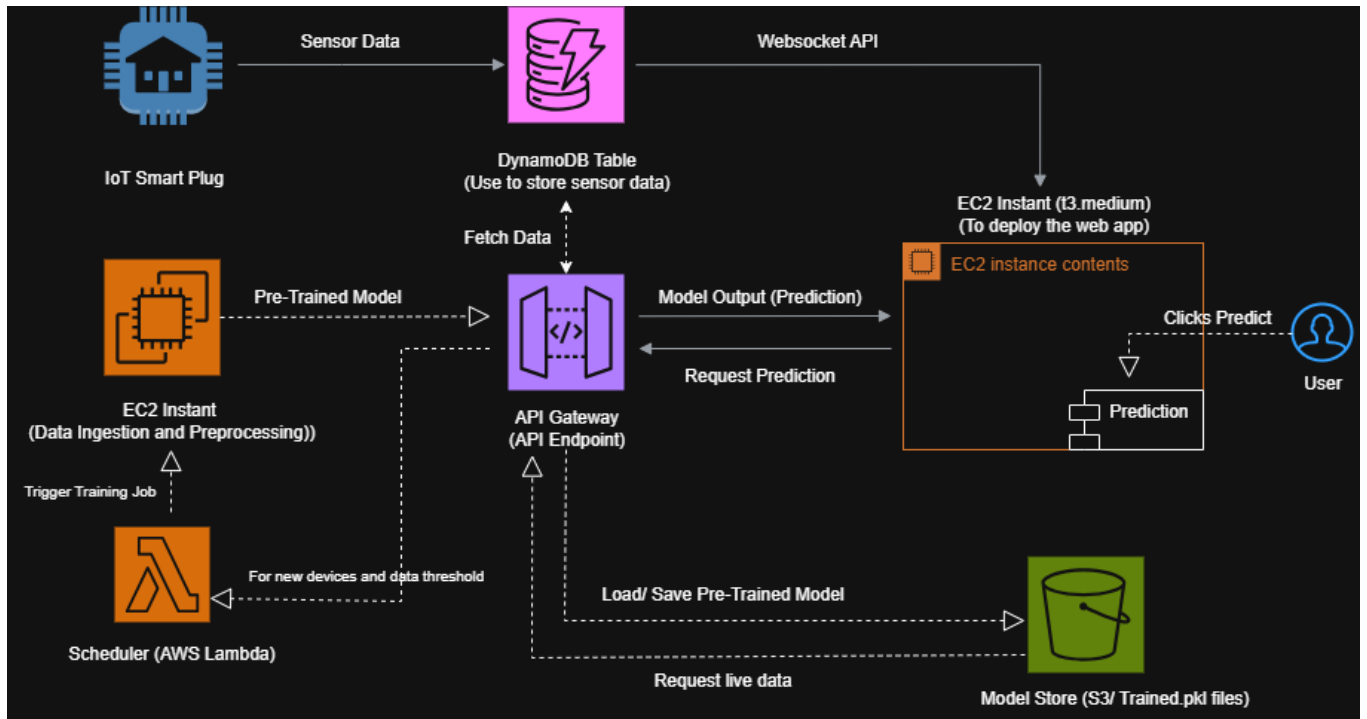 Sensor Data
Websocket API
IoT Smart Plug
DynamoDB Table
(Use to store sensor data)
EC2 Instant (t3.medium)
(To deploy the web app)
Fetch Data
EC2 instance contents
Pre-Trained Model
Model Output (Prediction)
Clicks Predict
Request Prediction
User
EC2 Instant
(Data Ingestion and Preprocessing))
API Gateway
(API Endpoint)
Prediction
Trigger Training Job
For new devices and data threshold
Load/ Save Pre-Trained Model
Scheduler (AWS Lambda)
Request live data
Model Store (S3/ Trained.pkl files)